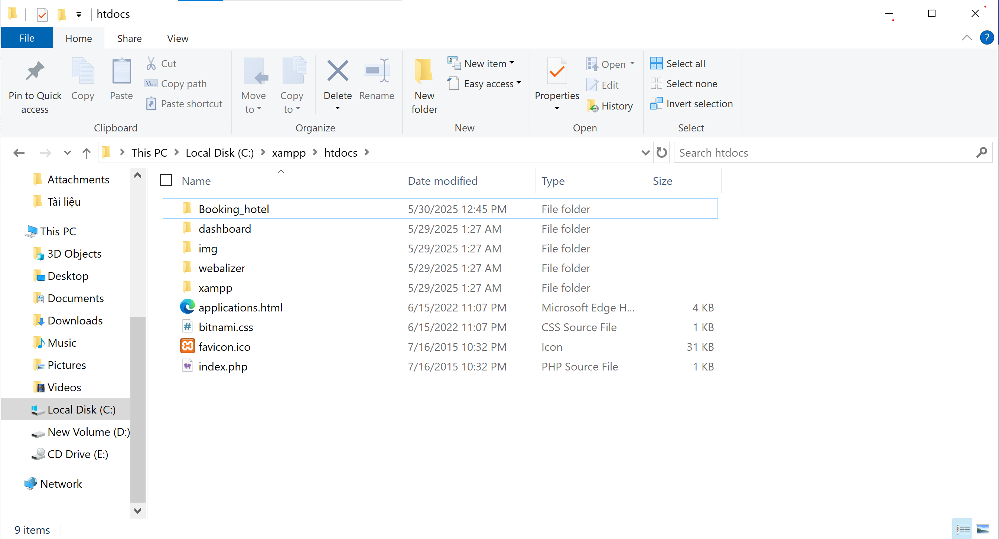 htdocs
File Home Share View
Pin to Quick access
Copy
Paste
Cut
Copy path
Paste shortcut
Clipboard
Move to
Copy to
Delete
Rename
Organize
New folder
New item
Easy access
New
Properties
Open
Edit
History
Open
Select all
Select none
Invert selection
Select
This PC Local Disk (C:) xampp htdocs
Search htdocs
Attachments
Tài liệu
This PC
3D Objects
Desktop
Documents
Downloads
Music
Pictures
Videos
Local Disk (C:)
New Volume (D:)
CD Drive (E:)
Network
Name Date modified Type Size
Booking_hotel 5/30/2025 12:45 PM File folder
dashboard 5/29/2025 1:27 AM File folder
img 5/29/2025 1:27 AM File folder
webalizer 5/29/2025 1:27 AM File folder
xampp 5/29/2025 1:27 AM File folder
applications.html 6/15/2022 11:07 PM Microsoft Edge H... 4 KB
bitnami.css 6/15/2022 11:07 PM CSS Source File 1 KB
favicon.ico 7/16/2015 10:32 PM Icon 31 KB
index.php 7/16/2015 10:32 PM PHP Source File 1 KB
9 items